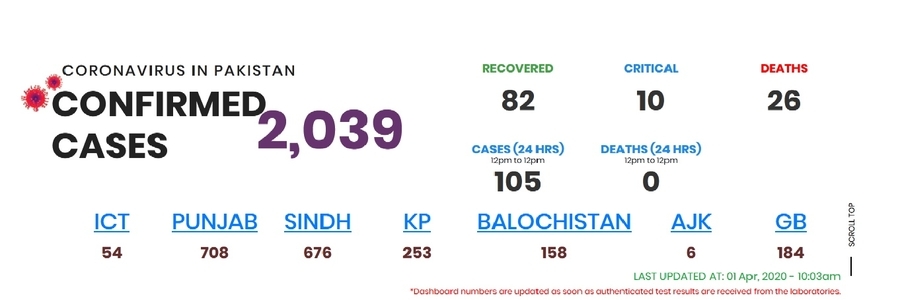 CORONAVIRUS IN PAKISTAN
CONFIRMED
CASES
2,039
RECOVERED CRITICAL DEATHS
82 10 26
CASES (24 HRS) DEATHS (24 HRS)
12pm to 12pm 12pm to 12pm
105 0
ICT PUNJAB SINDH KP BALOCHISTAN AJK GB
54 708 676 253 158 6 184
SCROLL TOP
LAST UPDATED AT: 01 Apr, 2020 - 10:03am
*Dashboard numbers are updated as soon as authenticated test results are received from the laboratories.